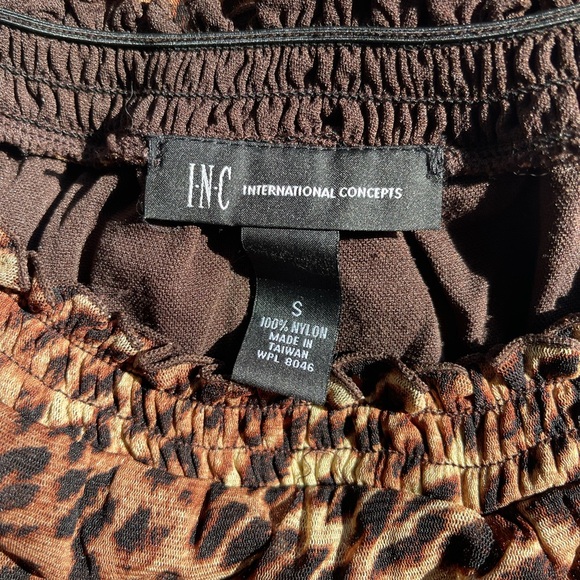 I·N·C INTERNATIONAL CONCEPTS
S
100% NYLON
MADE IN
TAIWAN
WPL 8046